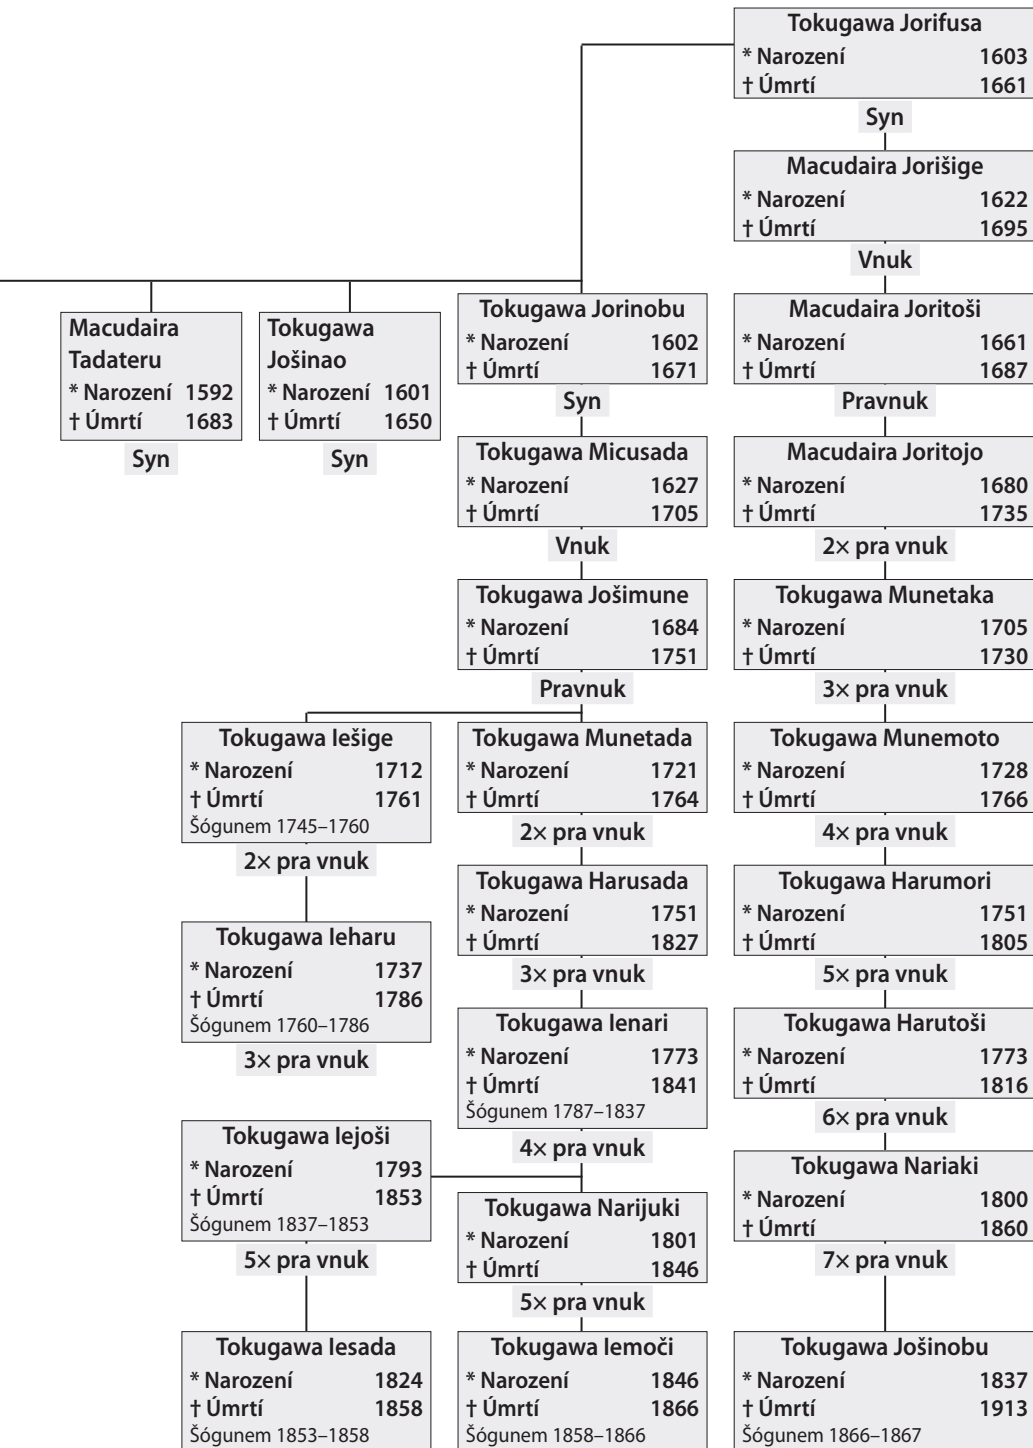 Tokugawa Jorifusa
* Narození 1603
† Úmrtí 1661
Syn
Macudaira Jorišige
* Narození 1622
† Úmrtí 1695
Vnuk
Macudaira
Tadateru
* Narození 1592
† Úmrtí 1683
Syn
Tokugawa
Jošinao
* Narození 1601
† Úmrtí 1650
Syn
Tokugawa Jorinobu
* Narození 1602
† Úmrtí 1671
Syn
Macudaira Joritoši
* Narození 1661
† Úmrtí 1687
Pravnuk
Tokugawa Micusada
* Narození 1627
† Úmrtí 1705
Vnuk
Macudaira Joritojo
* Narození 1680
† Úmrtí 1735
2× pra vnuk
Tokugawa Jošimune
* Narození 1684
† Úmrtí 1751
Pravnuk
Tokugawa Munetaka
* Narození 1705
† Úmrtí 1730
3× pra vnuk
Tokugawa Iešige
* Narození 1712
† Úmrtí 1761
Šógunem 1745–1760
2× pra vnuk
Tokugawa Munetada
* Narození 1721
† Úmrtí 1764
2× pra vnuk
Tokugawa Munemoto
* Narození 1728
† Úmrtí 1766
4× pra vnuk
Tokugawa Harusada
* Narození 1751
† Úmrtí 1827
3× pra vnuk
Tokugawa Harumori
* Narození 1751
† Úmrtí 1805
5× pra vnuk
Tokugawa Ieharu
* Narození 1737
† Úmrtí 1786
Šógunem 1760–1786
3× pra vnuk
Tokugawa Ienari
* Narození 1773
† Úmrtí 1841
Šógunem 1787–1837
4× pra vnuk
Tokugawa Harutoši
* Narození 1773
† Úmrtí 1816
6× pra vnuk
Tokugawa Iejoši
* Narození 1793
† Úmrtí 1853
Šógunem 1837–1853
5× pra vnuk
Tokugawa Narijuki
* Narození 1801
† Úmrtí 1846
5× pra vnuk
Tokugawa Nariaki
* Narození 1800
† Úmrtí 1860
7× pra vnuk
Tokugawa Iesada
* Narození 1824
† Úmrtí 1858
Šógunem 1853–1858
Tokugawa Iemoči
* Narození 1846
† Úmrtí 1866
Šógunem 1858–1866
Tokugawa Jošinobu
* Narození 1837
† Úmrtí 1913
Šógunem 1866–1867